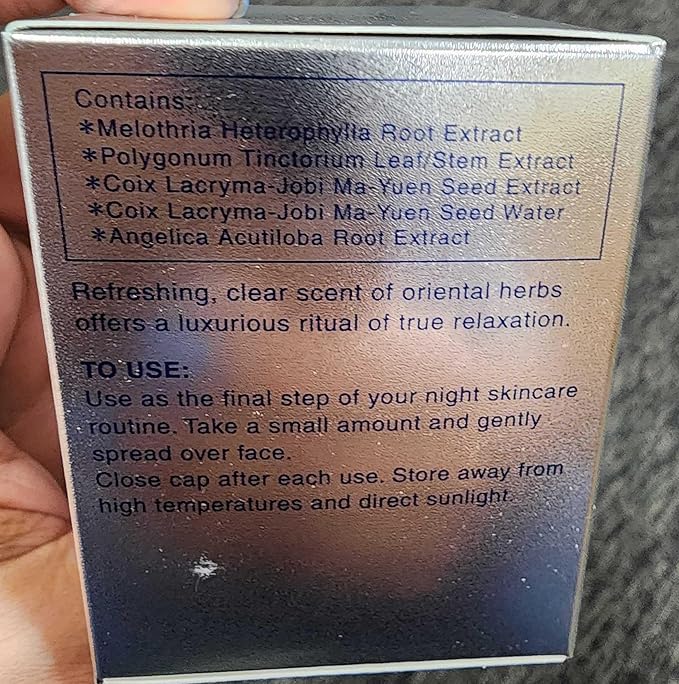 Contains:
*Melothria Heterophylla Root Extract
*Polygonum Tinctorium Leaf/Stem Extract
*Coix Lacryma-Jobi Ma-Yuen Seed Extract
*Coix Lacryma-Jobi Ma-Yuen Seed Water
*Angelica Acutiloba Root Extract
Refreshing, clear scent of oriental herbs
offers a luxurious ritual of true relaxation.
TO USE:
Use as the final step of your night skincare
routine. Take a small amount and gently
spread over face.
Close cap after each use. Store away from
high temperatures and direct sunlight.